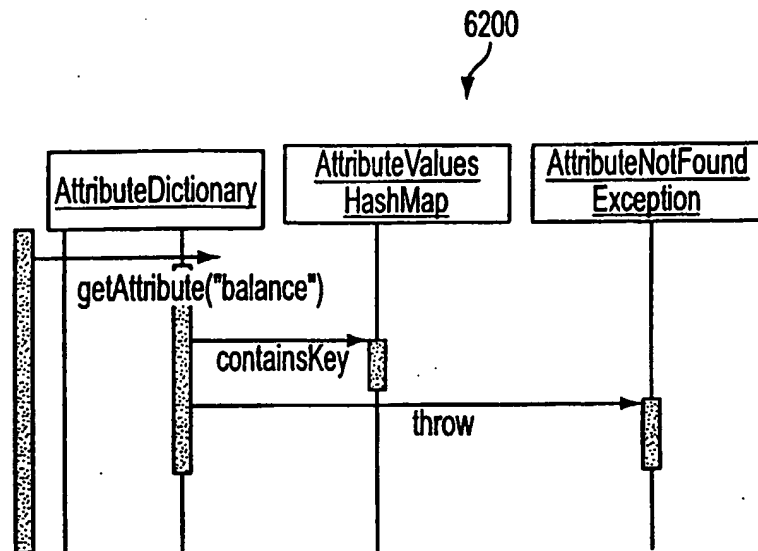 6200
AttributeDictionary
AttributeValues
HashMap
AttributeNotFound
Exception
getAttribute("balance")
containsKey
throw